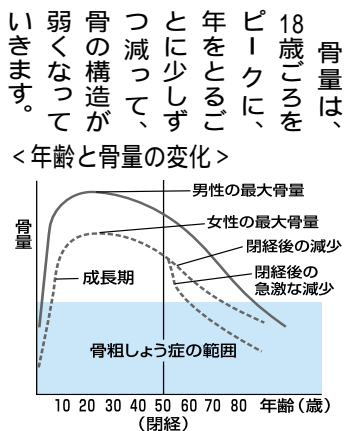 骨量は、
18歳ごろを
ピークに、
年をとるご
とに少しず
つ減って、
骨の構造が
弱くなって
いきます。
<年齢と骨量の変化>
骨量
男性の最大骨量
女性の最大骨量
閉経後の減少
閉経後の
急激な減少
成長期
骨粗しょう症の範囲
10 20 30 40 50 60 70 80 年齢(歳)
(閉経)